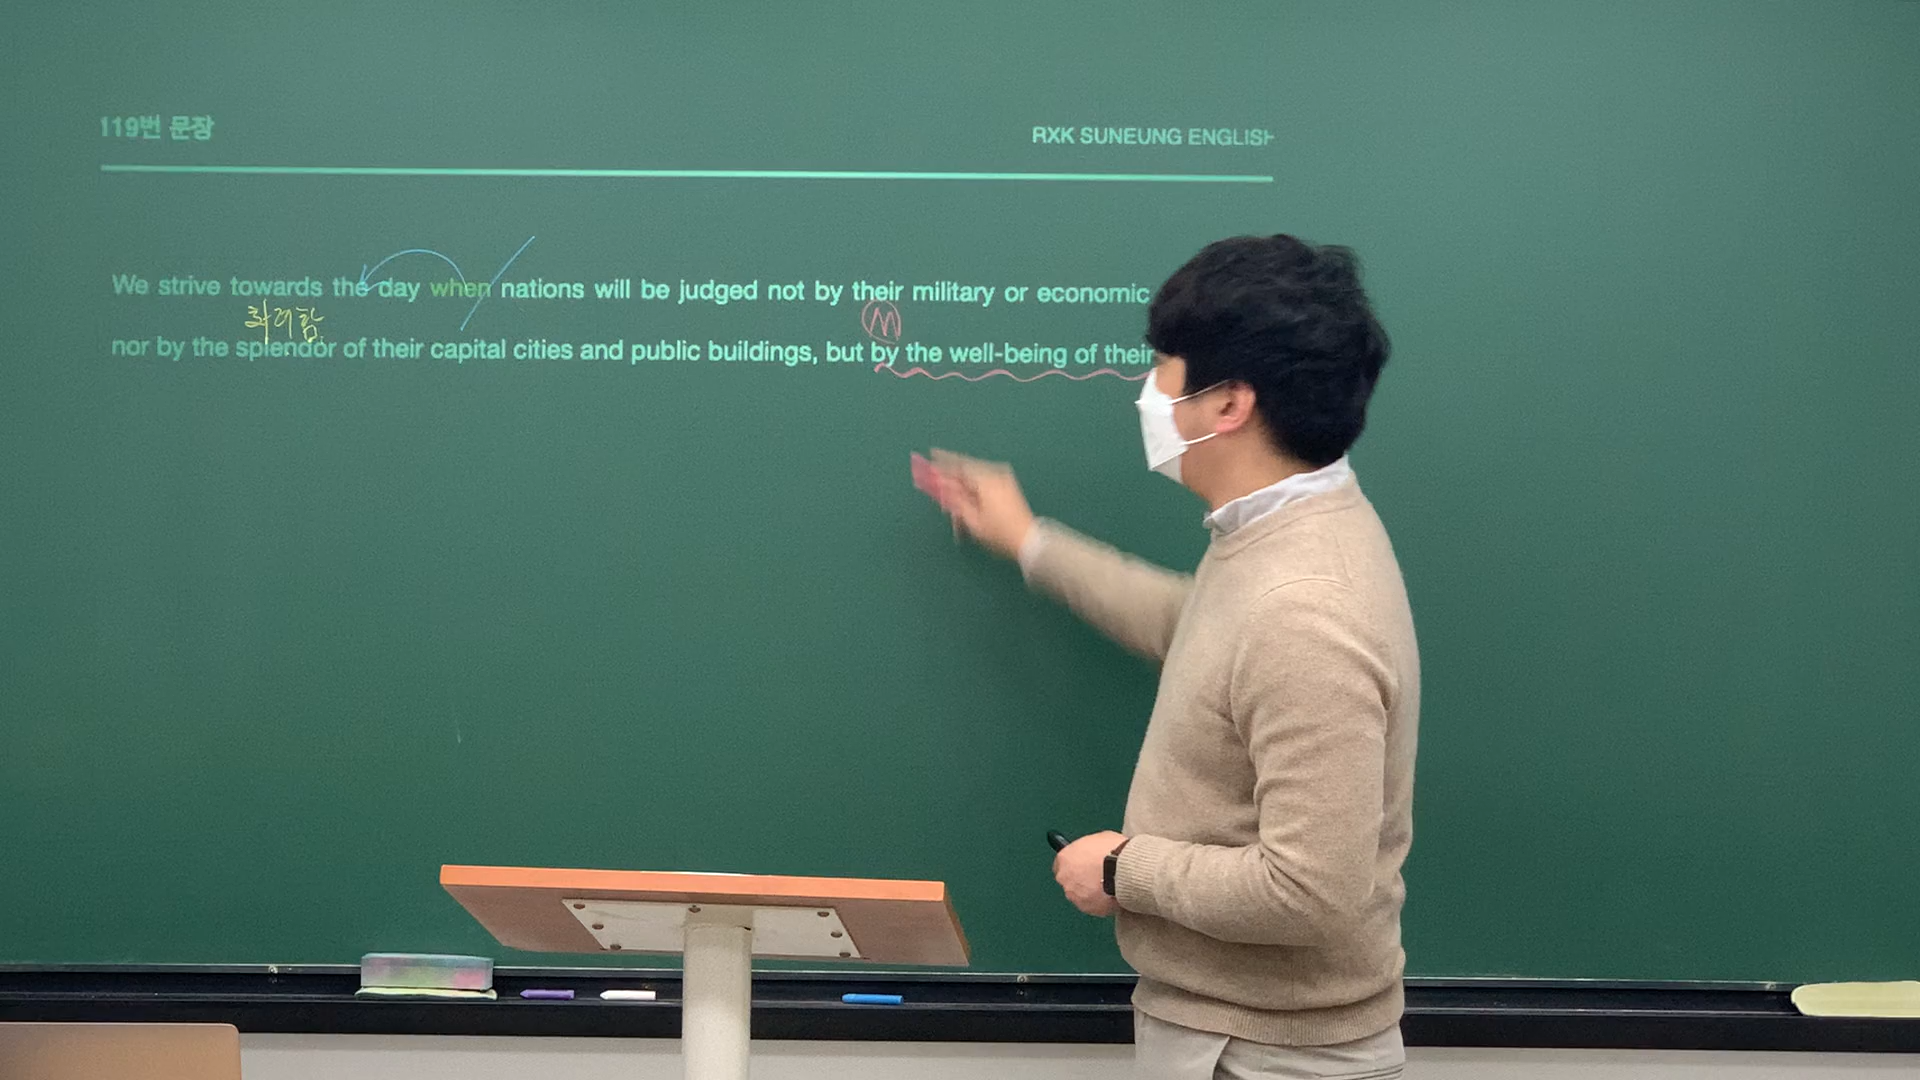 119번 문장
RXK SUNEUNG ENGLISH
We strive towards the day when nations will be judged not by their military or economic
화려함
M
nor by the splendor of their capital cities and public buildings, but by the well-being of their